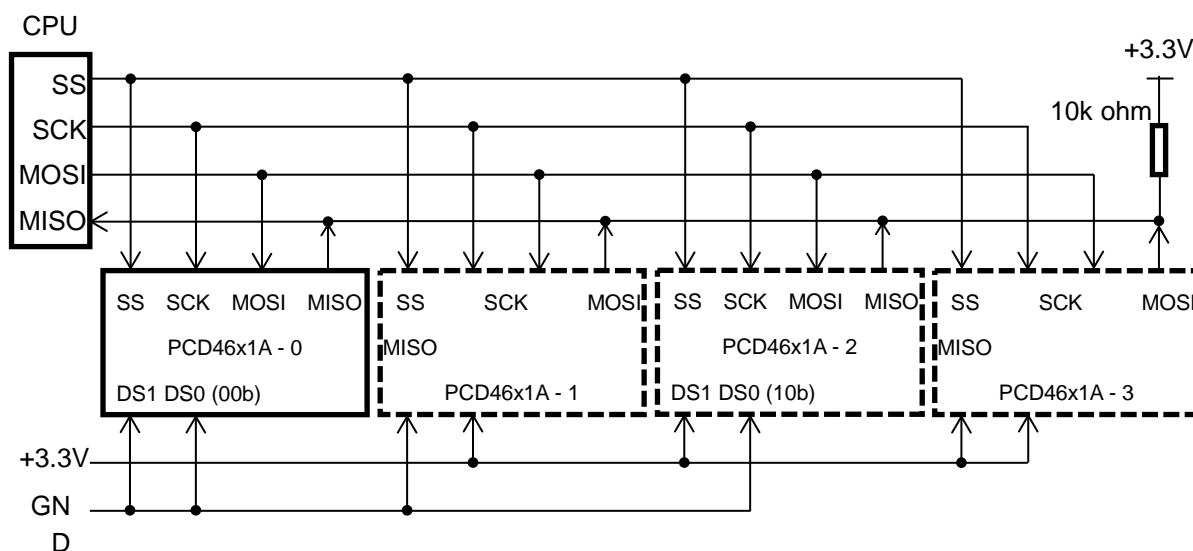 CPU
SS
SCK
MOSI
MISO
+3.3V
10k ohm
SS SCK MOSI MISO
PCD46x1A - 0
DS1 DS0 (00b)
SS SCK MOSI
MISO
PCD46x1A - 1
SS SCK MOSI MISO
PCD46x1A - 2
DS1 DS0 (10b)
SS SCK MOSI
MISO
PCD46x1A - 3
+3.3V
GN
D